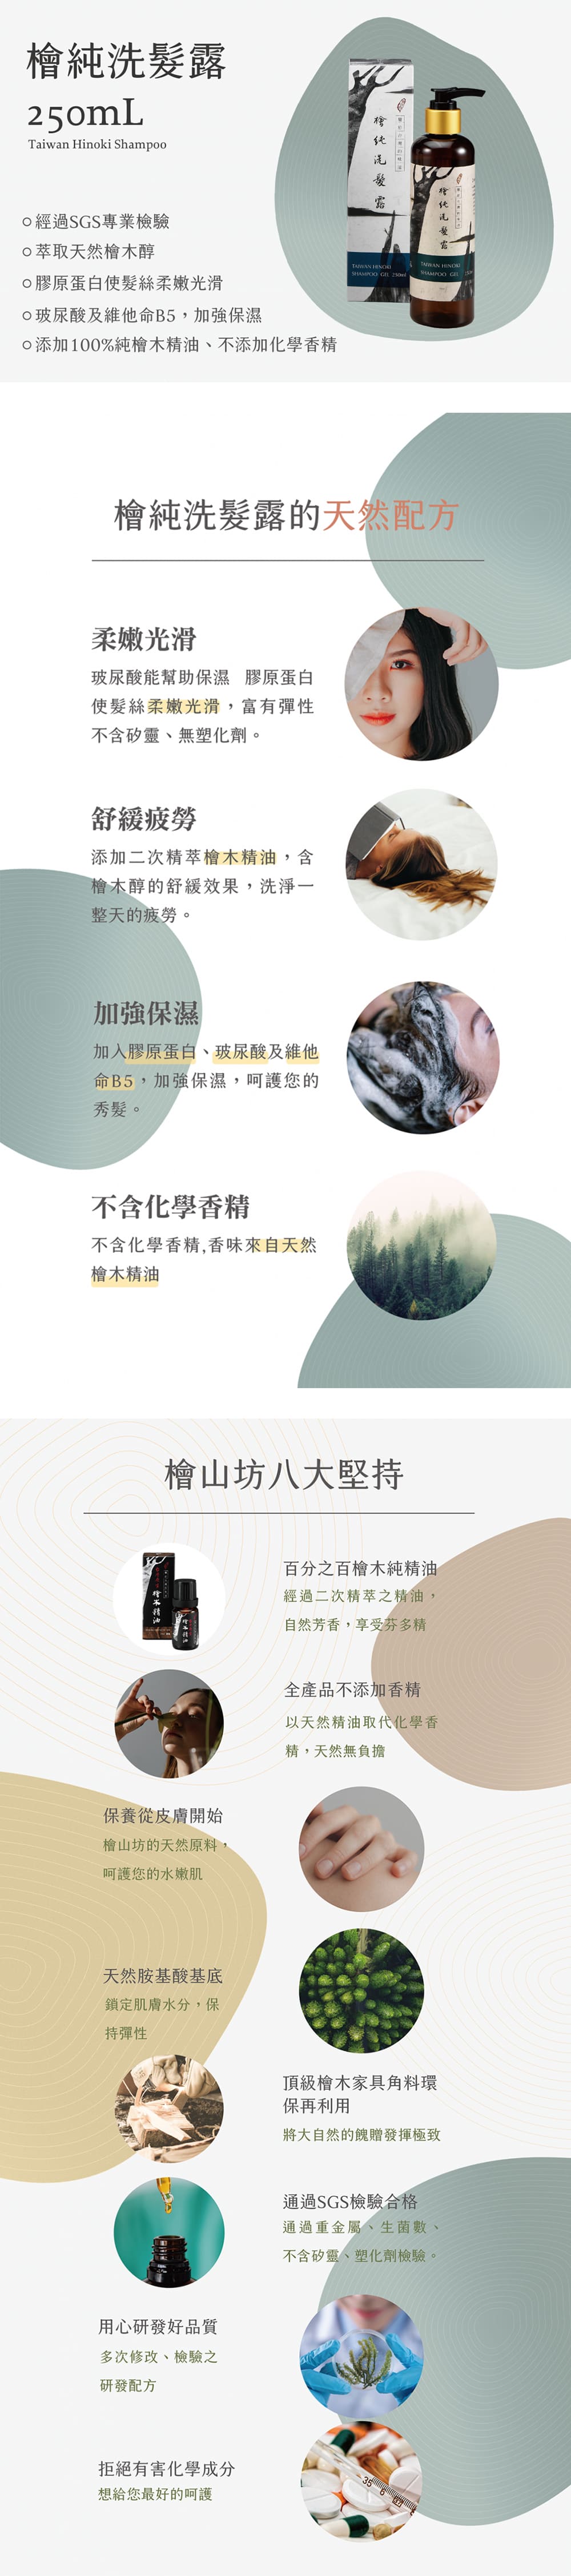 檜純洗髮露
250mL
Taiwan Hinoki Shampoo
經過SGS專業檢驗
萃取天然檜木醇
膠原蛋白使髮絲柔嫩光滑
玻尿酸及維他命B5，加強保濕
添加100%純檜木精油、不添加化學香精
檜純洗髮露
TAIWAN HINOKI
SHAMPOO GEL 250ml
檜純洗髮露
TAIWAN HINOKI
SHAMPOO GEL
檜純洗髮露的天然配方
柔嫩光滑
玻尿酸能幫助保濕 膠原蛋白
使髮絲柔嫩光滑，富有彈性
不含矽靈、無塑化劑。
舒緩疲勞
添加二次精萃檜木精油，含
檜木醇的舒緩效果，洗淨一
整天的疲勞。
加強保濕
加入膠原蛋白、玻尿酸及維他
命B5，加強保濕，呵護您的
秀髮。
不含化學香精
不含化學香精,香味來自天然
檜木精油
檜山坊八大堅持
百分之百檜木純精油
經過二次精萃之精油，
自然芳香，享受芬多精
檜木精油
全產品不添加香精
以天然精油取代化學香
精，天然無負擔
保養從皮膚開始
檜山坊的天然原料，
呵護您的水嫩肌
天然胺基酸基底
鎖定肌膚水分，保
持彈性
頂級檜木家具角料環
保再利用
將大自然的餽贈發揮極致
通過SGS檢驗合格
通過重金屬、生菌數、
不含矽靈、塑化劑檢驗。
用心研發好品質
多次修改、檢驗之
研發配方
拒絕有害化學成分
想給您最好的呵護